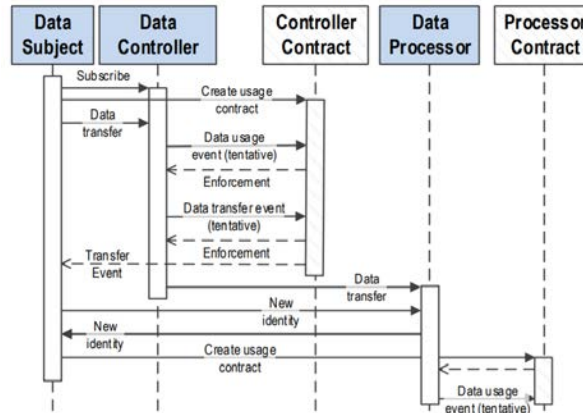 Data
Subject
Data
Controller
Controller
Contract
Data
Processor
Processor
Contract
Subscribe
Create usage
contract
Data
transfer
Data usage
event (tentative)
Enforcement
Data transfer event
(tentative)
Enforcement
Transfer
Event
Data
transfer
New
identity
New
identity
Create usage
contract
Data usage
event (tentative)